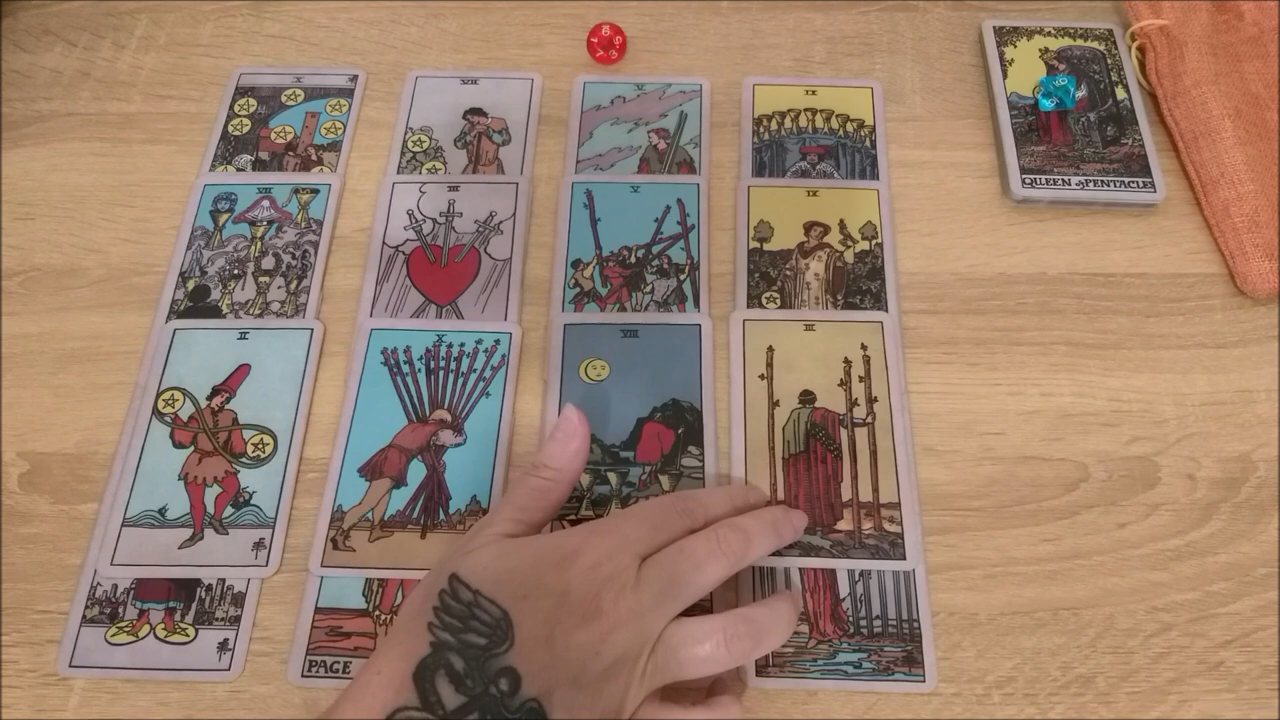 X
VII
V
IX
QUEEN of PENTACLES
VII
III
V
IX
II
X
VIII
III
PAGE